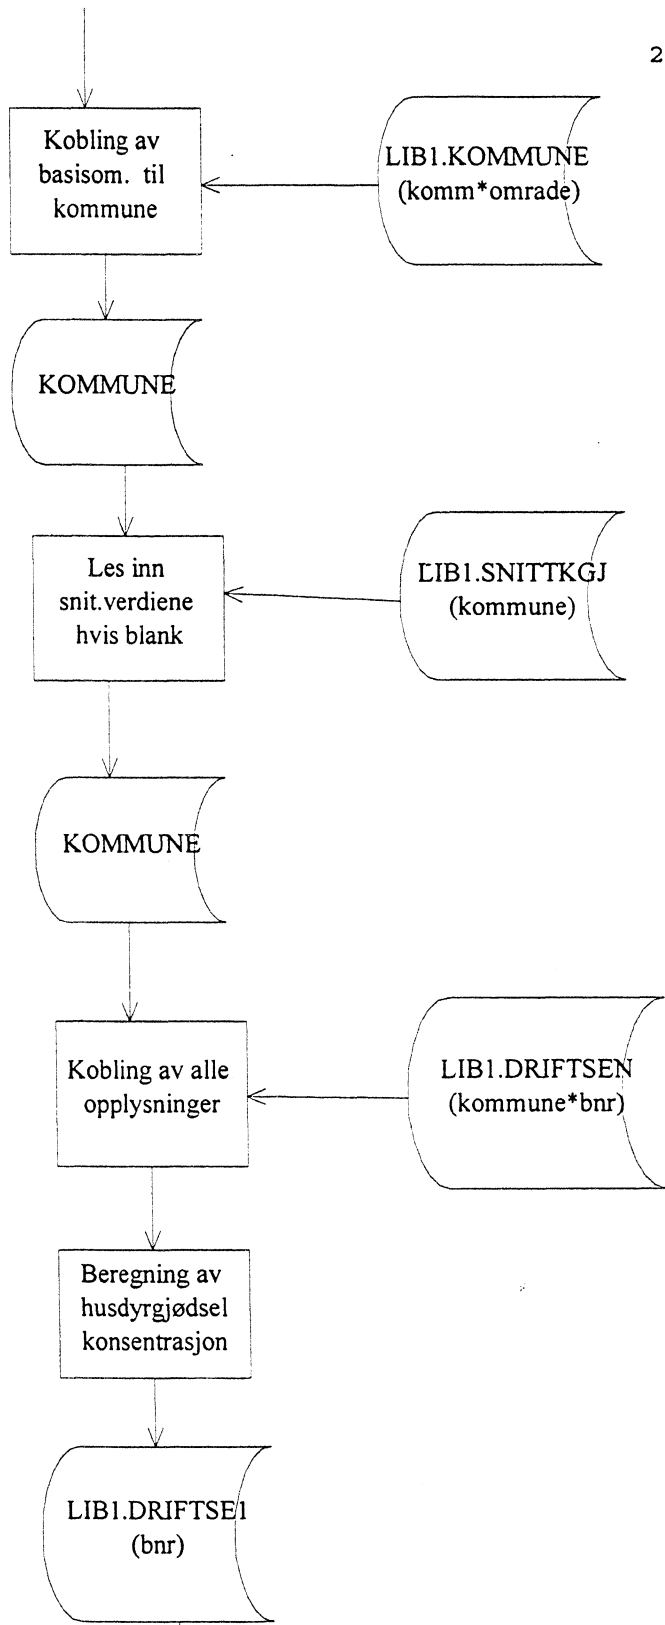 2
Kobling av
basisom. til
kommune
LIB1.KOMMUNE
(komm*omrade)
KOMMUNE
Les inn
snit.verdiene
hvis blank
LIB1.SNITTKGJ
(kommune)
KOMMUNE
Kobling av alle
opplysninger
LIB1.DRIFTSEN
(kommune*bnr)
Beregning av
husdyrgjødsel
konsentrasjon
LIB1.DRIFTSE1
(bnr)